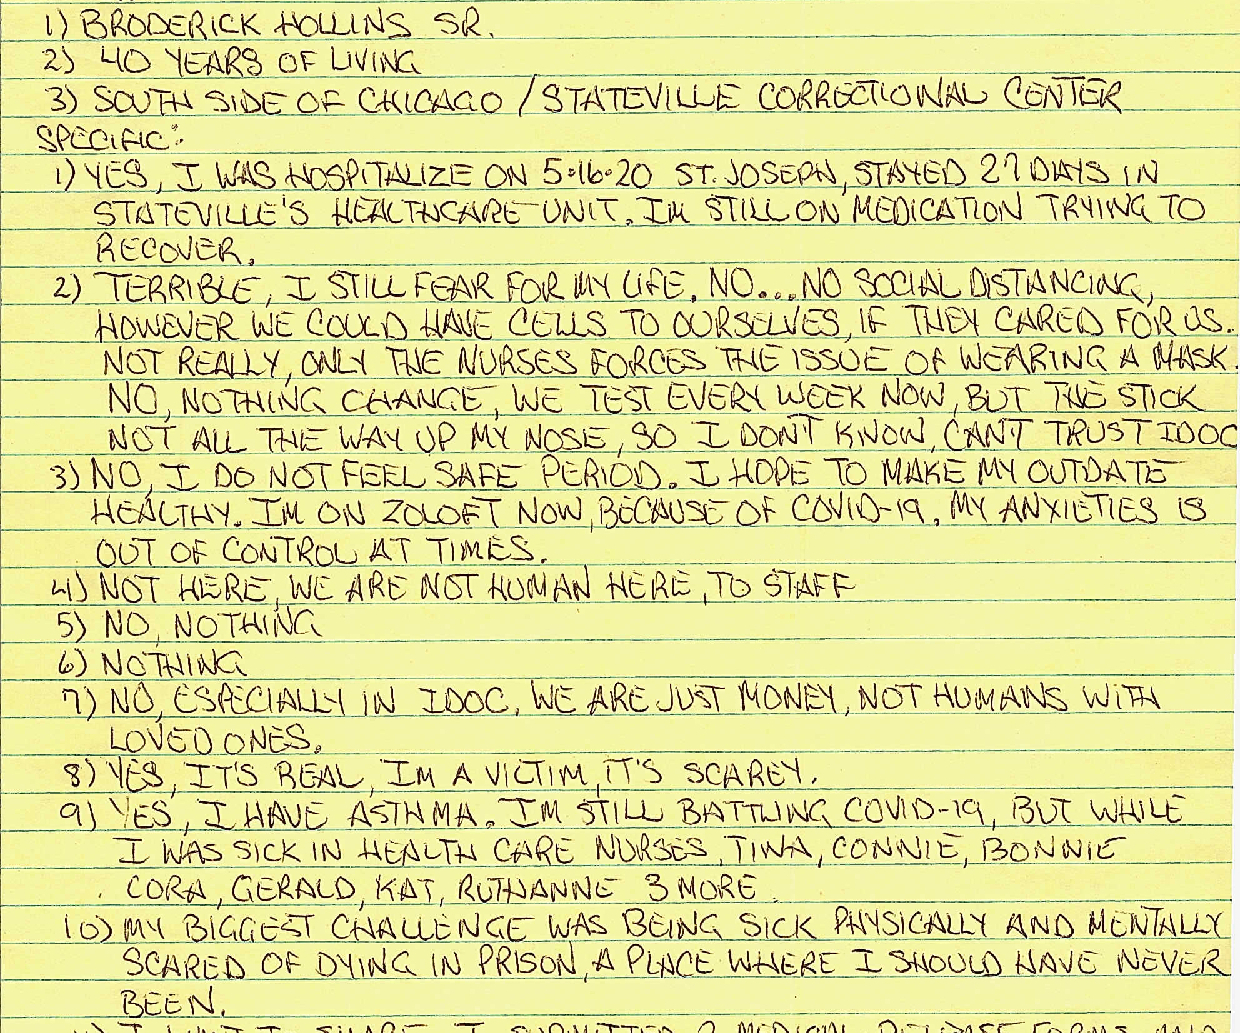 1) BRODERICK HOLLINS SR.
2) 40 YEARS OF LIVING
3) SOUTH SIDE OF CHICAGO / STATEVILLE CORRECTIONAL CENTER
SPECIFIC:
1) YES, I WAS HOSPITALIZE ON 5.16.20 ST. JOSEPH, STAYED 27 DAYS IN
STATEVILLE'S HEALTHCARE UNIT. IM STILL ON MEDICATION TRYING TO
RECOVER.
2) TERRIBLE, I STILL FEAR FOR MY LIFE. NO...NO SOCIAL DISTANCING,
HOWEVER WE COULD HAVE CELLS TO OURSELVES, IF THEY CARED FOR US.
NOT REALLY, ONLY THE NURSES FORCES THE ISSUE OF WEARING A MASK.
NO, NOTHING CHANGE, WE TEST EVERY WEEK NOW, BUT THE STICK
NOT ALL THE WAY UP MY NOSE, SO I DON'T KNOW, CAN'T TRUST IDOC
3) NO, I DO NOT FEEL SAFE PERIOD. I HOPE TO MAKE MY OUTDATE
HEALTHY. IM ON ZOLOFT NOW, BECAUSE OF COVID-19. MY ANXIETIES IS
OUT OF CONTROL AT TIMES.
4) NOT HERE, WE ARE NOT HUMAN HERE, TO STAFF
5) NO, NOTHING
6) NOTHING
7) NO, ESPECIALLY IN IDOC, WE ARE JUST MONEY, NOT HUMANS WITH
LOVED ONES.
8) YES, IT'S REAL, IM A VICTIM, IT'S SCAREY.
9) YES, I HAVE ASTHMA. IM STILL BATTLING COVID-19, BUT WHILE
I WAS SICK IN HEALTH CARE NURSES, TINA, CONNIE, BONNIE
CORA, GERALD, KAT, RUTHANNE 3 MORE.
10) MY BIGGEST CHALLENGE WAS BEING SICK PHYSICALLY AND MENTALLY
SCARED OF DYING IN PRISON, A PLACE WHERE I SHOULD HAVE NEVER
BEEN.
I SUBMITTED 2 MEDICAL RELEASE FORMS AND